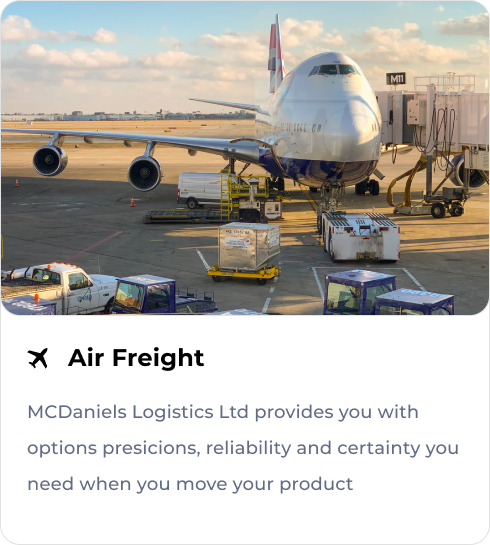 M11
Air Freight
MCDaniels Logistics Ltd provides you with
options presicions, reliability and certainty you
need when you move your product